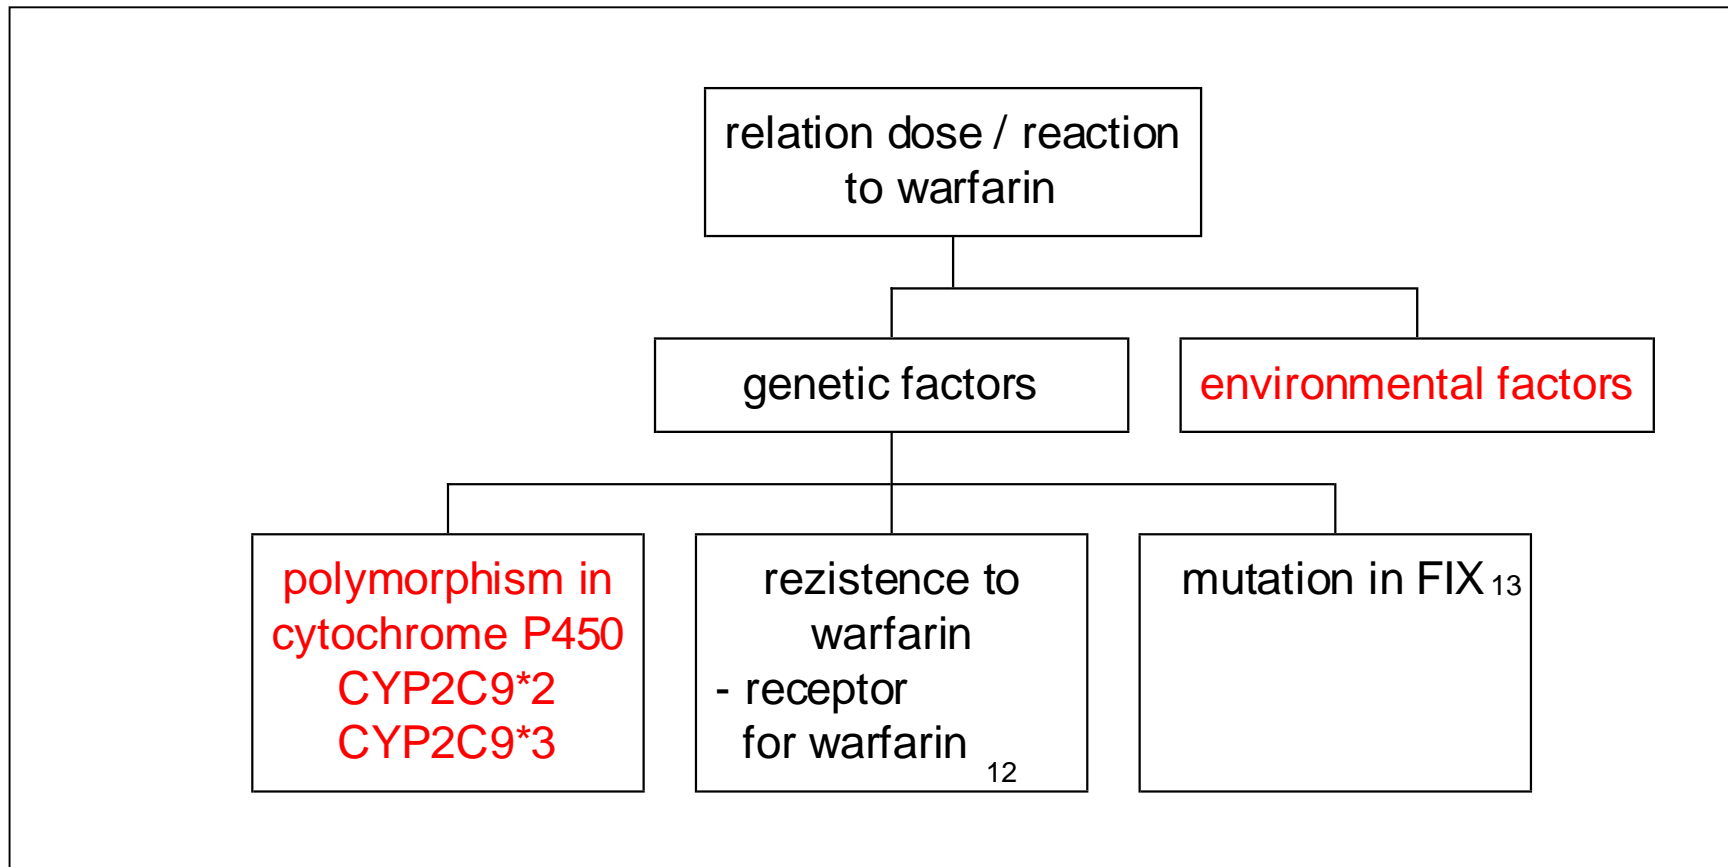 relation dose / reaction
to warfarin
genetic factors
environmental factors
polymorphism in
cytochrome P450
CYP2C9*2
CYP2C9*3
rezistence to
warfarin
- receptor
for warfarin 12
mutation in FIX 13